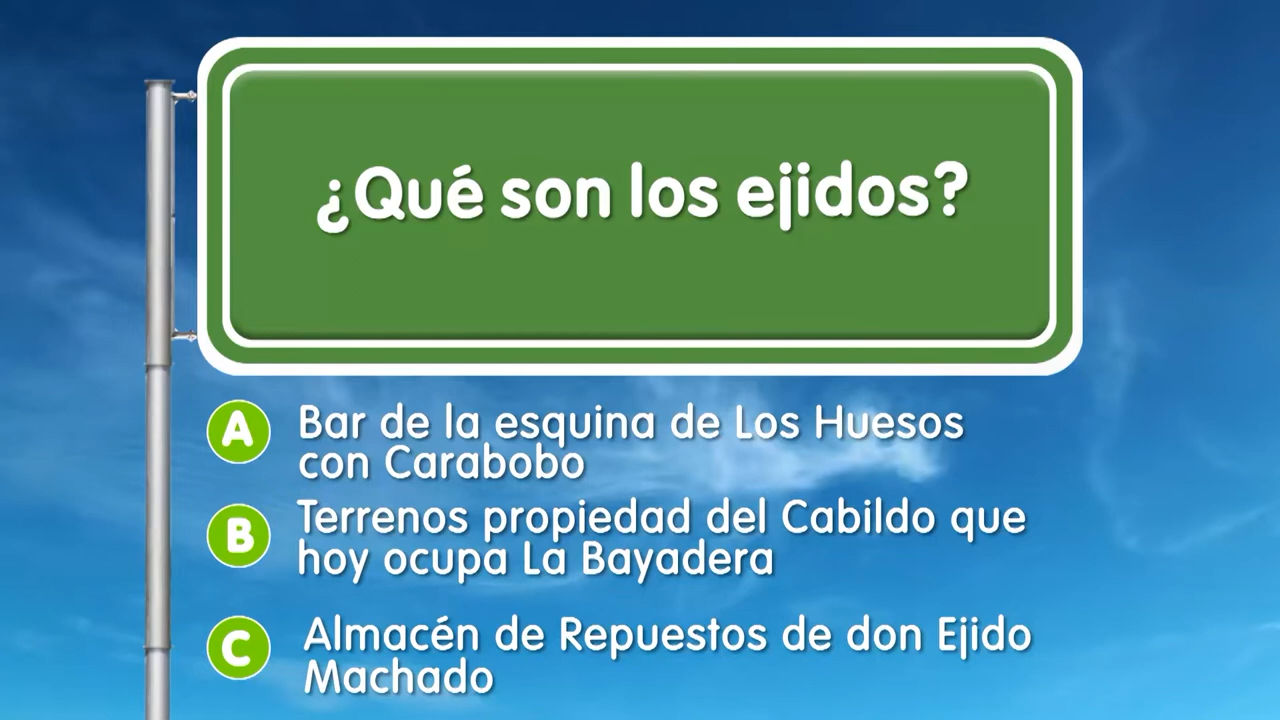 ¿Qué son los ejidos?
A Bar de la esquina de Los Huesos
con Carabobo
B Terrenos propiedad del Cabildo que
hoy ocupa La Bayadera
C Almacén de Repuestos de don Ejido
Machado